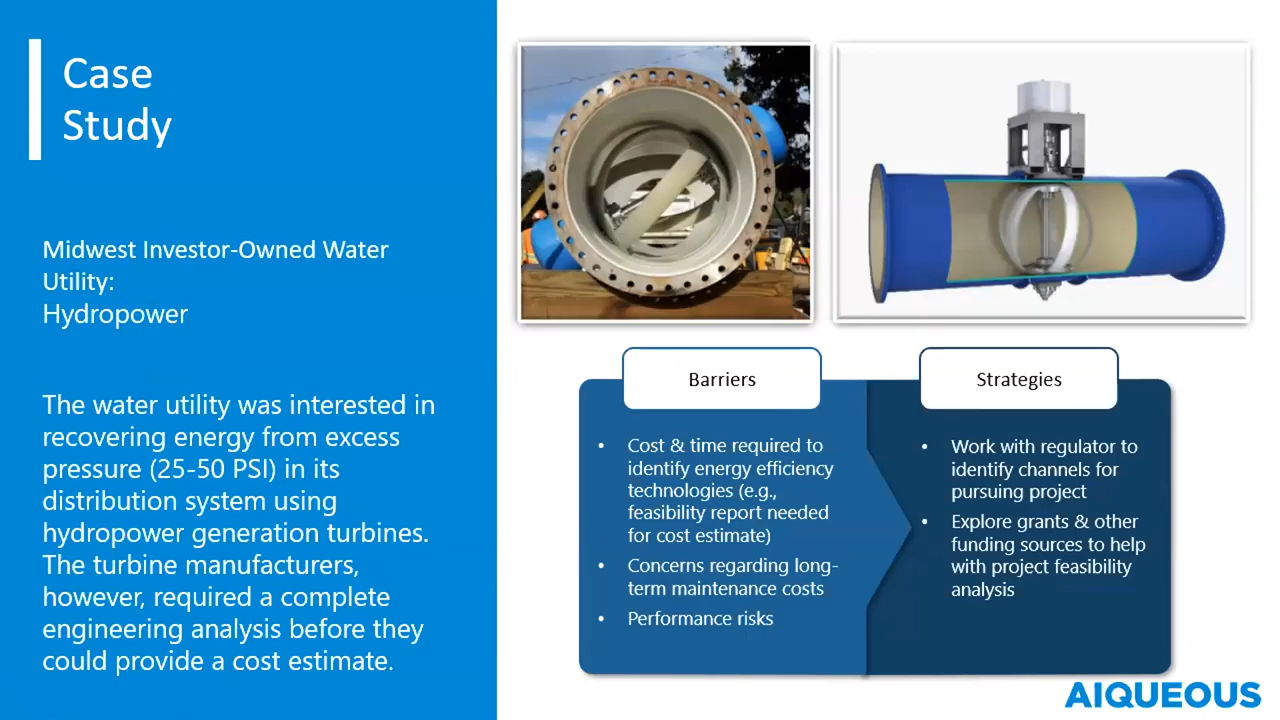 Case
Study
Midwest Investor-Owned Water
Utility:
Hydropower
The water utility was interested in
recovering energy from excess
pressure (25-50 PSI) in its
distribution system using
hydropower generation turbines.
The turbine manufacturers,
however, required a complete
engineering analysis before they
could provide a cost estimate.
Barriers
• Cost & time required to
identify energy efficiency
technologies (e.g.,
feasibility report needed
for cost estimate)
• Concerns regarding long-
term maintenance costs
• Performance risks
Strategies
• Work with regulator to
identify channels for
pursuing project
• Explore grants & other
funding sources to help
with project feasibility
analysis
AIQUEOUS